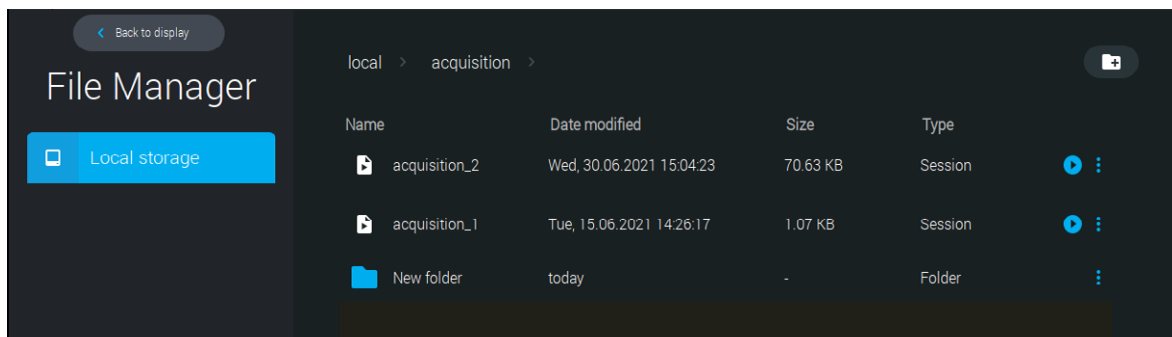 Back to display
File Manager
Local storage
local > acquisition >
Name Date modified Size Type
acquisition_2 Wed, 30.06.2021 15:04:23 70.63 KB Session
acquisition_1 Tue, 15.06.2021 14:26:17 1.07 KB Session
New folder today - Folder